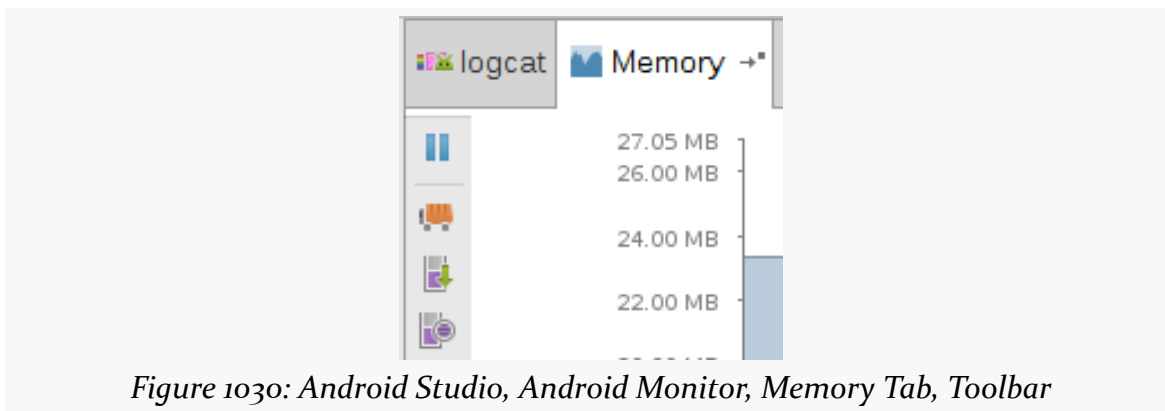 logcat
Memory
27.05 MB
26.00 MB
24.00 MB
22.00 MB
Figure 1030: Android Studio, Android Monitor, Memory Tab, Toolbar